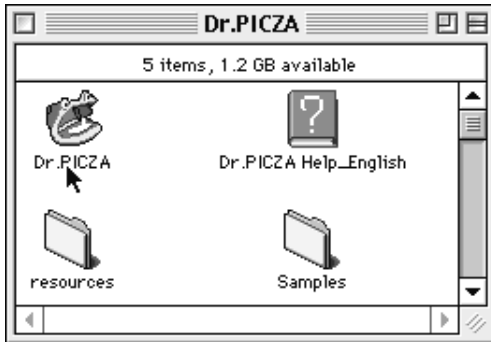 Dr.PICZA
5 items, 1.2 GB available
?
Dr.PICZA Dr.PICZA Help_English
resources Samples